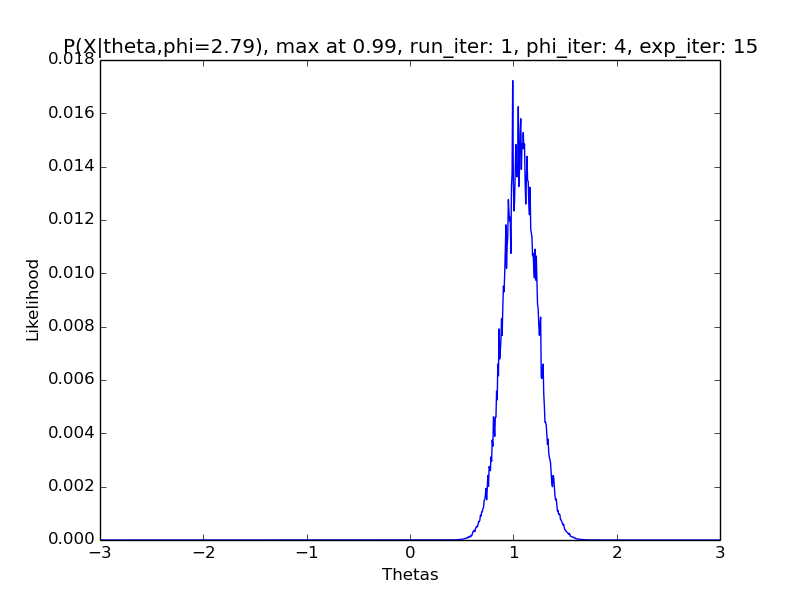 P(X|theta,phi=2.79), max at 0.99, run_iter: 1, phi_iter: 4, exp_iter: 15
0.018
0.016
0.014
0.012
0.010
0.008
0.006
0.004
0.002
0.000
Likelihood
−3 −2 −1 0 1 2 3
Thetas